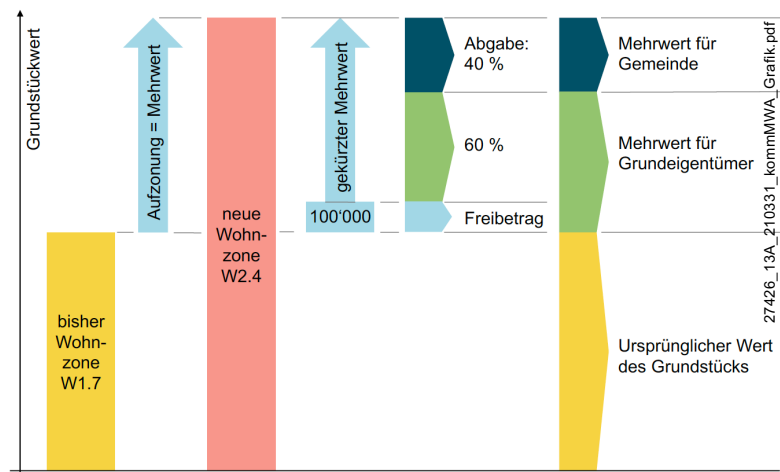 Grundstückwert
bisher
Wohn-
zone
W1.7
Aufzonung = Mehrwert
neue
Wohn-
zone
W2.4
gekürzter Mehrwert
100‘000
Abgabe:
40 %
60 %
Freibetrag
Mehrwert für
Gemeinde
Mehrwert für
Grundeigentümer
Ursprünglicher Wert
des Grundstücks
27426_13A_210331_kommMWA_Grafik.pdf